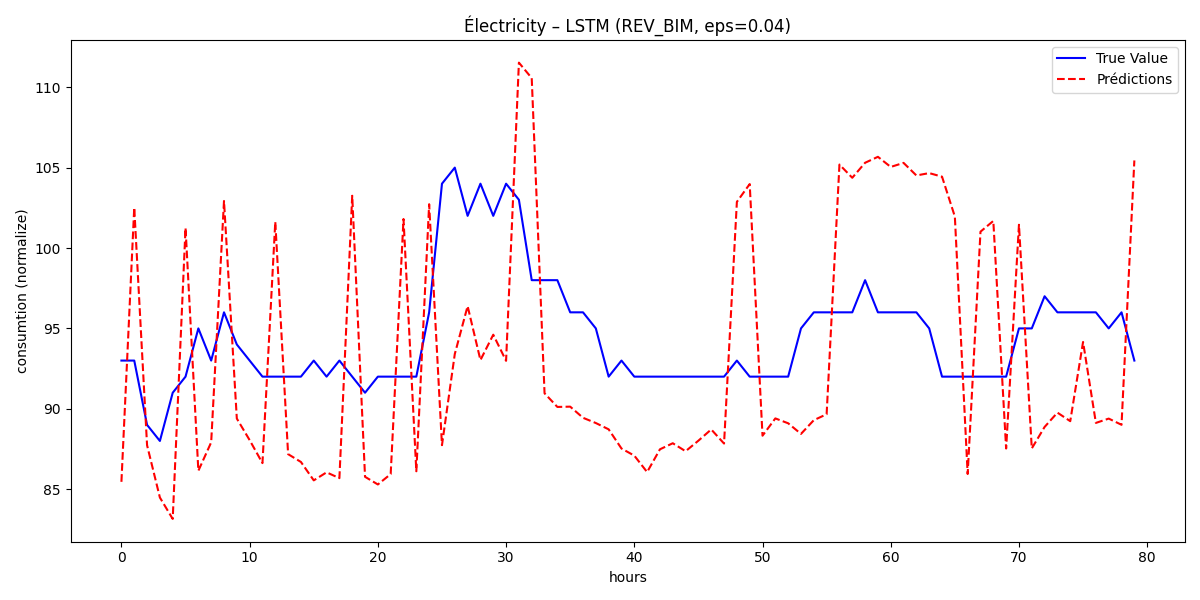 Électricity – LSTM (REV_BIM, eps=0.04)
True Value
Prédictions
consumtion (normalize)
110
105
100
95
90
85
0 10 20 30 40 50 60 70 80
hours